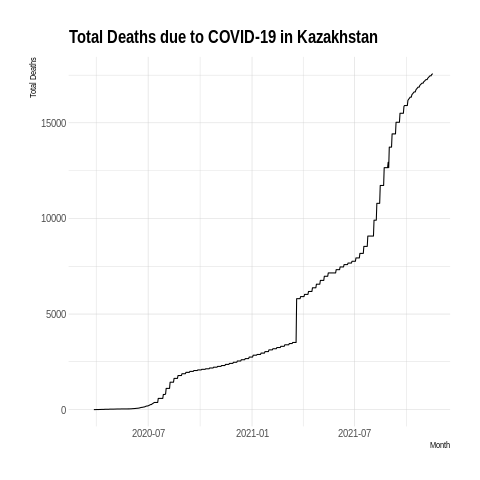 Total Deaths due to COVID-19 in Kazakhstan
Total Deaths
15000
10000
5000
0
2020-07 2021-01 2021-07
Month